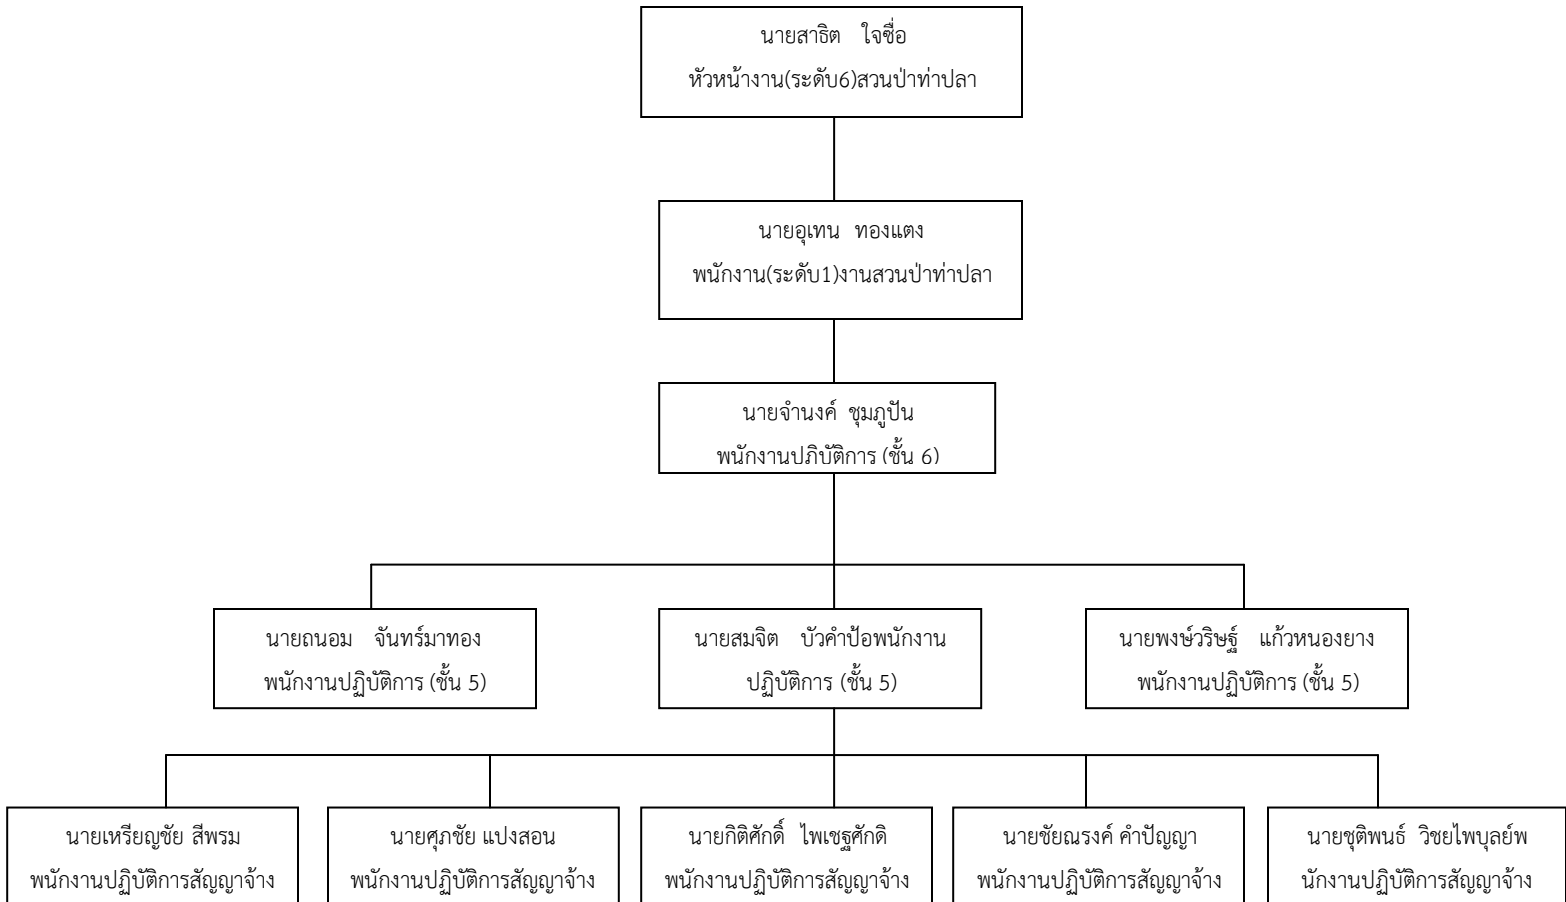 นายสาธิต ใจซื่อ
หัวหน้างาน(ระดับ6)สวนป่าท่าปลา
นายอุเทน ทองแตง
พนักงาน(ระดับ1)งานสวนป่าท่าปลา
นายจำนงค์ ชุมภูปัน
พนักงานปภิบัติการ (ชั้น 6)
นายถนอม จันทร์มาทอง
พนักงานปฏิบัติการ (ชั้น 5)
นายสมจิต บัวคำป้อพนักงาน
ปฏิบัติการ (ชั้น 5)
นายพงษ์วริษฐ์ แก้วหนองยาง
พนักงานปฏิบัติการ (ชั้น 5)
นายเหรียญชัย สีพรม
พนักงานปฏิบัติการสัญญาจ้าง
นายศุภชัย แปงสอน
พนักงานปฏิบัติการสัญญาจ้าง
นายกิติศักดิ์ ไพเชฐศักดิ
พนักงานปฏิบัติการสัญญาจ้าง
นายชัยณรงค์ คำปัญญา
พนักงานปฏิบัติการสัญญาจ้าง
นายชุติพนธ์ วิชยไพบุลย์พ
นักงานปฏิบัติการสัญญาจ้าง